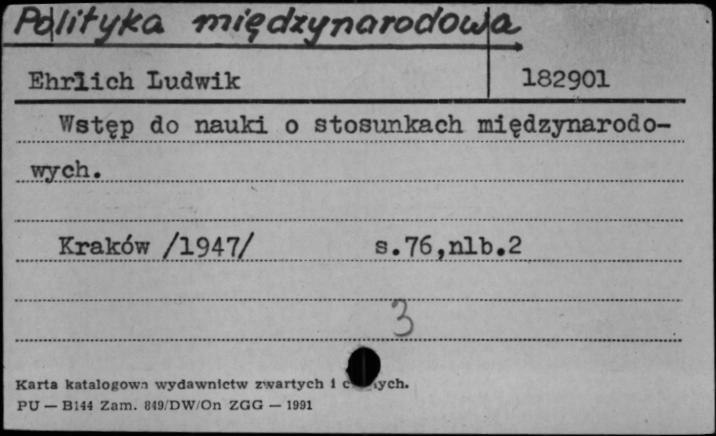 Polityka międzynarodowa
Ehrlich Ludwik 182901
Wstęp do nauki o stosunkach międzynarodo-
wych.
Kraków /1947/ s.76,nlb.2
3
Karta katalogowa wydawnictw zwartych i
PU — B144 Zam. 849/DW/On ZGG — 1991